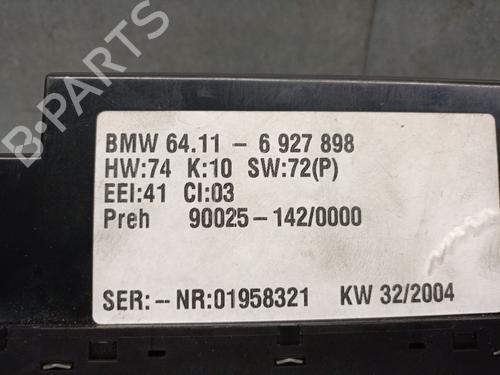 BMW 64.11 - 6 927 898
HW:74 K:10 SW:72(P)
EEI:41 CI:03
Preh 90025-142/0000
SER:-- NR:01958321 KW 32/2004
B-PARTS